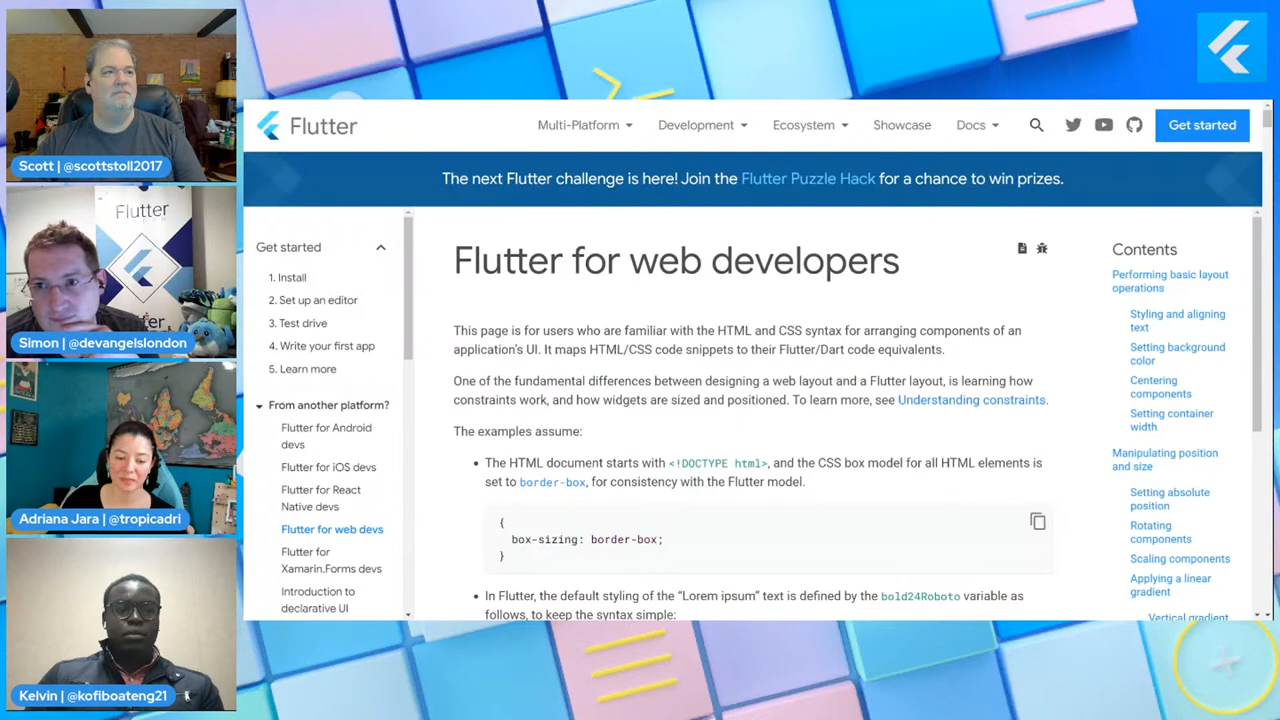 Scott | @scottstoll2017
Flutter
Simon | @devangelslondon
Adriana Jara | @tropicadri
Kelvin | @kofiboateng21
Flutter
Multi-Platform
Development
Ecosystem
Showcase
Docs
Get started
The next Flutter challenge is here! Join the Flutter Puzzle Hack for a chance to win prizes.
Get started
1. Install
2. Set up an editor
3. Test drive
4. Write your first app
5. Learn more
From another platform?
Flutter for Android
devs
Flutter for iOS devs
Flutter for React
Native devs
Flutter for web devs
Flutter for
Xamarin.Forms devs
Introduction to
declarative UI
Flutter for web developers
This page is for users who are familiar with the HTML and CSS syntax for arranging components of an
application’s UI. It maps HTML/CSS code snippets to their Flutter/Dart code equivalents.
One of the fundamental differences between designing a web layout and a Flutter layout, is learning how
constraints work, and how widgets are sized and positioned. To learn more, see Understanding constraints.
The examples assume:
• The HTML document starts with <!DOCTYPE html>, and the CSS box model for all HTML elements is
set to border-box, for consistency with the Flutter model.
{
box-sizing: border-box;
}
• In Flutter, the default styling of the “Lorem ipsum” text is defined by the bold24Roboto variable as
follows, to keep the syntax simple:
Contents
Performing basic layout
operations
Styling and aligning
text
Setting background
color
Centering
components
Setting container
width
Manipulating position
and size
Setting absolute
position
Rotating
components
Scaling components
Applying a linear
gradient
Vertical gradient